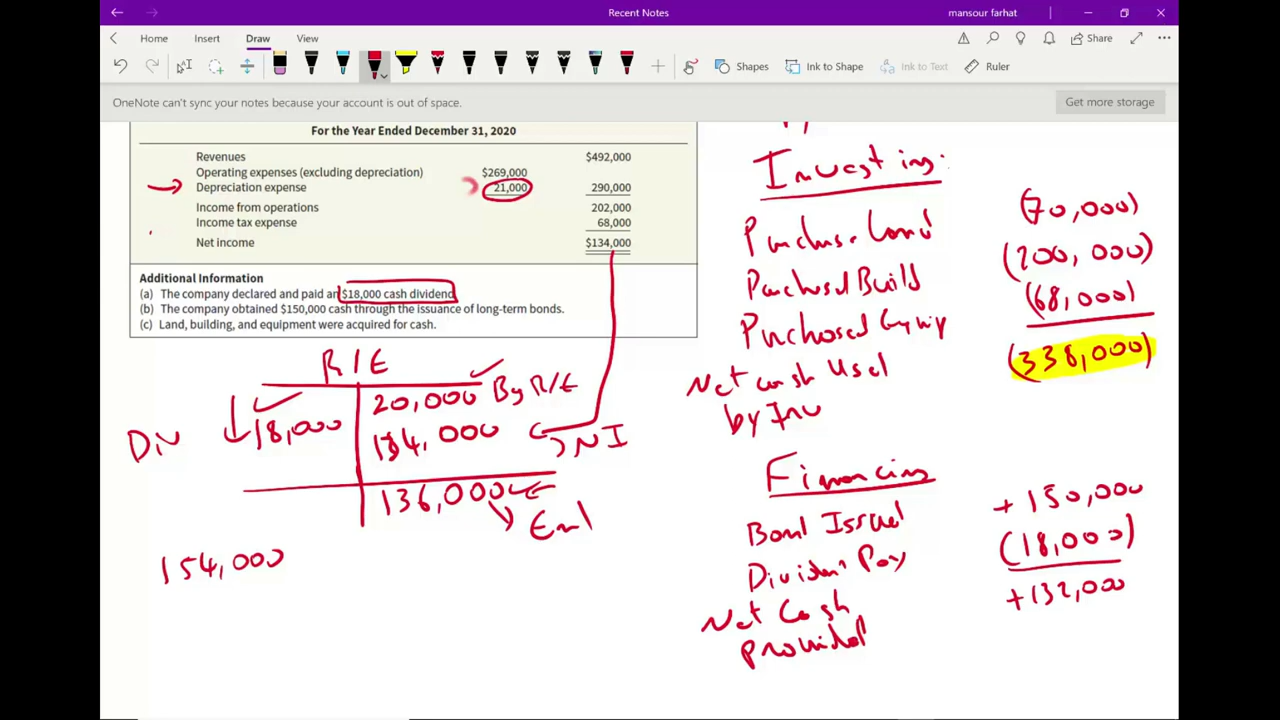 Recent Notes
mansour farhat
Home Insert Draw View
Share
Shapes Ink to Shape Ink to Text Ruler
OneNote can't sync your notes because your account is out of space.
Get more storage
For the Year Ended December 31, 2020
Revenues $492,000
Operating expenses (excluding depreciation) $269,000
Depreciation expense 21,000 290,000
Income from operations 202,000
Income tax expense 68,000
Net income $134,000
Additional Information
(a) The company declared and paid an $18,000 cash dividend
(b) The company obtained $150,000 cash through the issuance of long-term bonds.
(c) Land, building, and equipment were acquired for cash.
R/E
20,000 By R/E
Div 18,000 134,000 NI
136,000 End
154,000
Investing:
Purchase Land (70,000)
Purchased Build (200,000)
Purchased Equip (68,000)
Net cash Used (338,000)
by Inv
Financing
Bond Issued +150,000
Dividend Pay (18,000)
Net Cash +132,000
provided